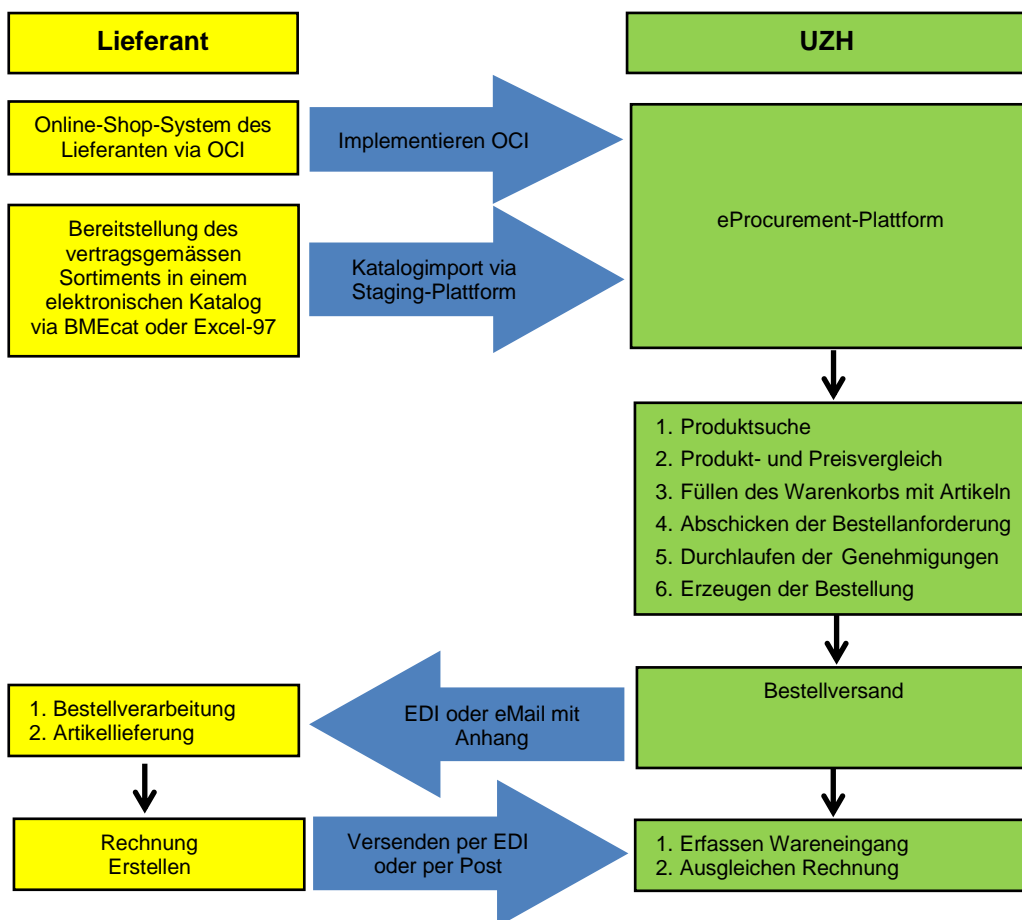 Lieferant
UZH
Online-Shop-System des
Lieferanten via OCI
Implementieren OCI
eProcurement-Plattform
Bereitstellung des
vertragsgemässen
Sortiments in einem
elektronischen Katalog
via BMEcat oder Excel-97
Katalogimport via
Staging-Plattform
1. Produktsuche
2. Produkt- und Preisvergleich
3. Füllen des Warenkorbs mit Artikeln
4. Abschicken der Bestellanforderung
5. Durchlaufen der Genehmigungen
6. Erzeugen der Bestellung
Bestellversand
EDI oder eMail mit
Anhang
1. Bestellverarbeitung
2. Artikellieferung
Rechnung
Erstellen
Versenden per EDI
oder per Post
1. Erfassen Wareneingang
2. Ausgleichen Rechnung